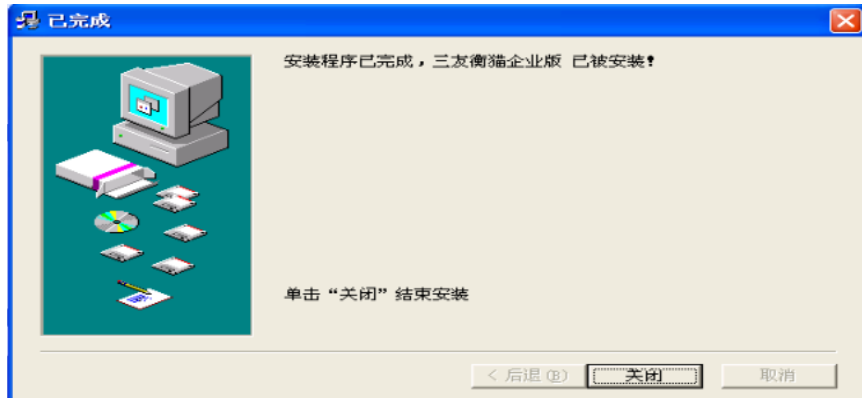 已完成
安装程序已完成，三友衡猫企业版 已被安装！
单击“关闭”结束安装
< 后退(B)
关闭
取消